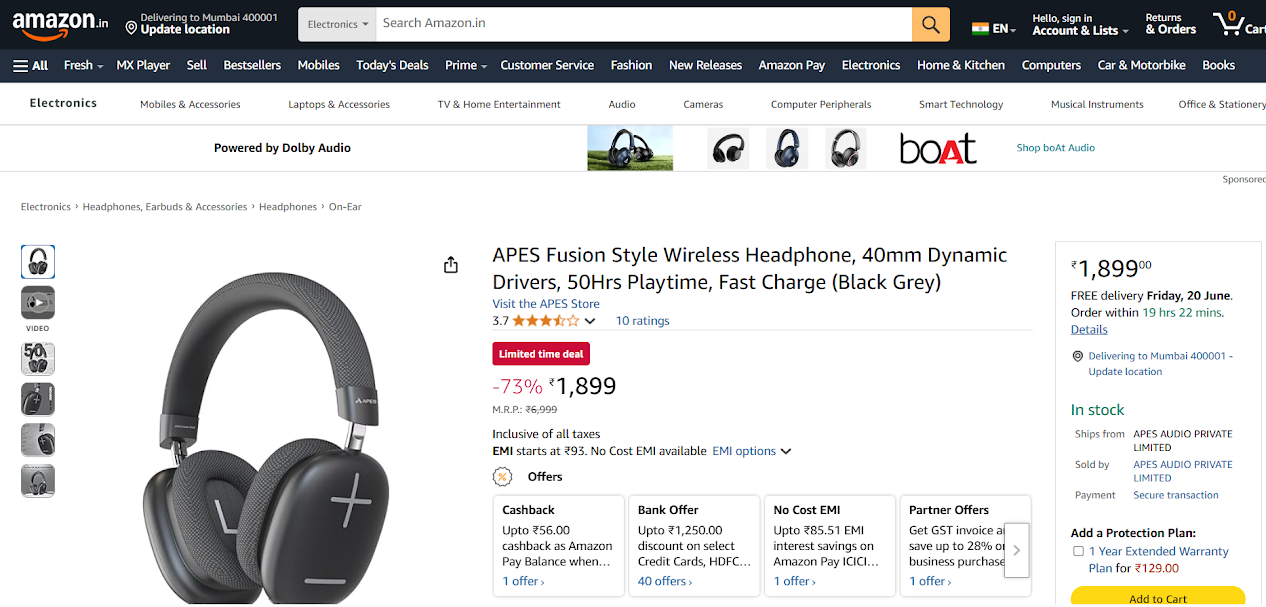 amazon.in
Delivering to Mumbai 400001
Update location
Electronics
Search Amazon.in
EN
Hello, sign in
Account & Lists
Returns
& Orders
0
Cart
All
Fresh
MX Player
Sell
Bestsellers
Mobiles
Today's Deals
Prime
Customer Service
Fashion
New Releases
Amazon Pay
Electronics
Home & Kitchen
Computers
Car & Motorbike
Books
Electronics
Mobiles & Accessories
Laptops & Accessories
TV & Home Entertainment
Audio
Cameras
Computer Peripherals
Smart Technology
Musical Instruments
Office & Stationery
Powered by Dolby Audio
boAt
Shop boAt Audio
Sponsored
Electronics › Headphones, Earbuds & Accessories › Headphones › On-Ear
VIDEO
50
APES
APES Fusion Style Wireless Headphone, 40mm Dynamic
Drivers, 50Hrs Playtime, Fast Charge (Black Grey)
Visit the APES Store
3.7
10 ratings
Limited time deal
-73% ₹1,899
M.R.P.: ₹6,999
Inclusive of all taxes
EMI starts at ₹93. No Cost EMI available EMI options
Offers
Cashback
Upto ₹56.00
cashback as Amazon
Pay Balance when…
1 offer ›
Bank Offer
Upto ₹1,250.00
discount on select
Credit Cards, HDFC…
40 offers ›
No Cost EMI
Upto ₹85.51 EMI
interest savings on
Amazon Pay ICICI…
1 offer ›
Partner Offers
Get GST invoice a
save up to 28% o
business purchase
1 offer ›
₹1,89900
FREE delivery Friday, 20 June.
Order within 19 hrs 22 mins.
Details
Delivering to Mumbai 400001 -
Update location
In stock
Ships from APES AUDIO PRIVATE
LIMITED
Sold by APES AUDIO PRIVATE
LIMITED
Payment Secure transaction
Add a Protection Plan:
1 Year Extended Warranty
Plan for ₹129.00
Add to Cart